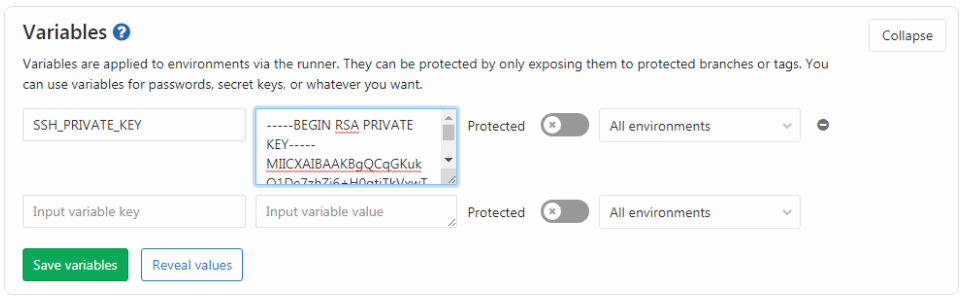 Variables ?
Collapse
Variables are applied to environments via the runner. They can be protected by only exposing them to protected branches or tags. You
can use variables for passwords, secret keys, or whatever you want.
SSH_PRIVATE_KEY
-----BEGIN RSA PRIVATE
KEY-----
MIICXAIBAAKBgQCqGKuk
Protected
All environments
Input variable key
Input variable value
Protected
All environments
Save variables
Reveal values